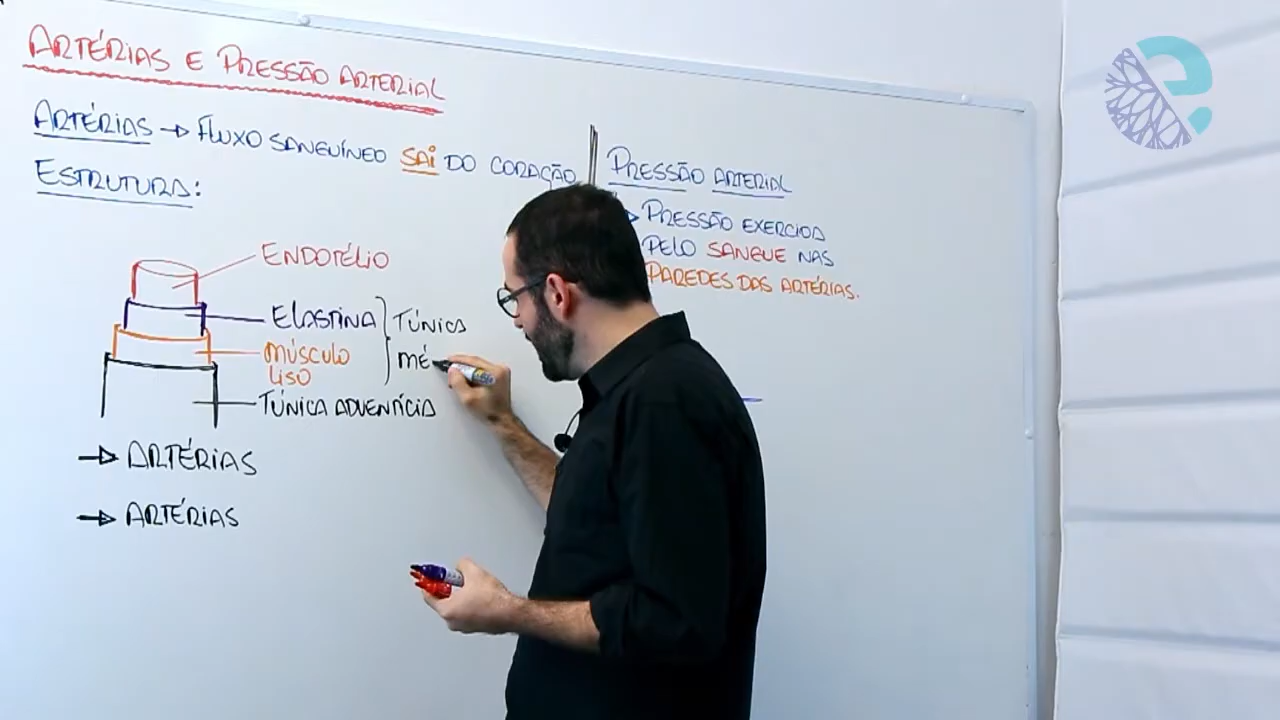 ARTÉRIAS E PRESSÃO ARTERIAL
ARTÉRIAS → FLUXO SANGUÍNEO SAI DO CORAÇÃO
ESTRUTURA:
ENDOTÉLIO
ELASTINA
MÚSCULO
LISO
TÚNICA
MÉ
TÚNICA ADVENTÍCIA
→ ARTÉRIAS
→ ARTÉRIAS
PRESSÃO ARTERIAL
PRESSÃO EXERCIDA
PELO SANGUE NAS
PAREDES DAS ARTÉRIAS.